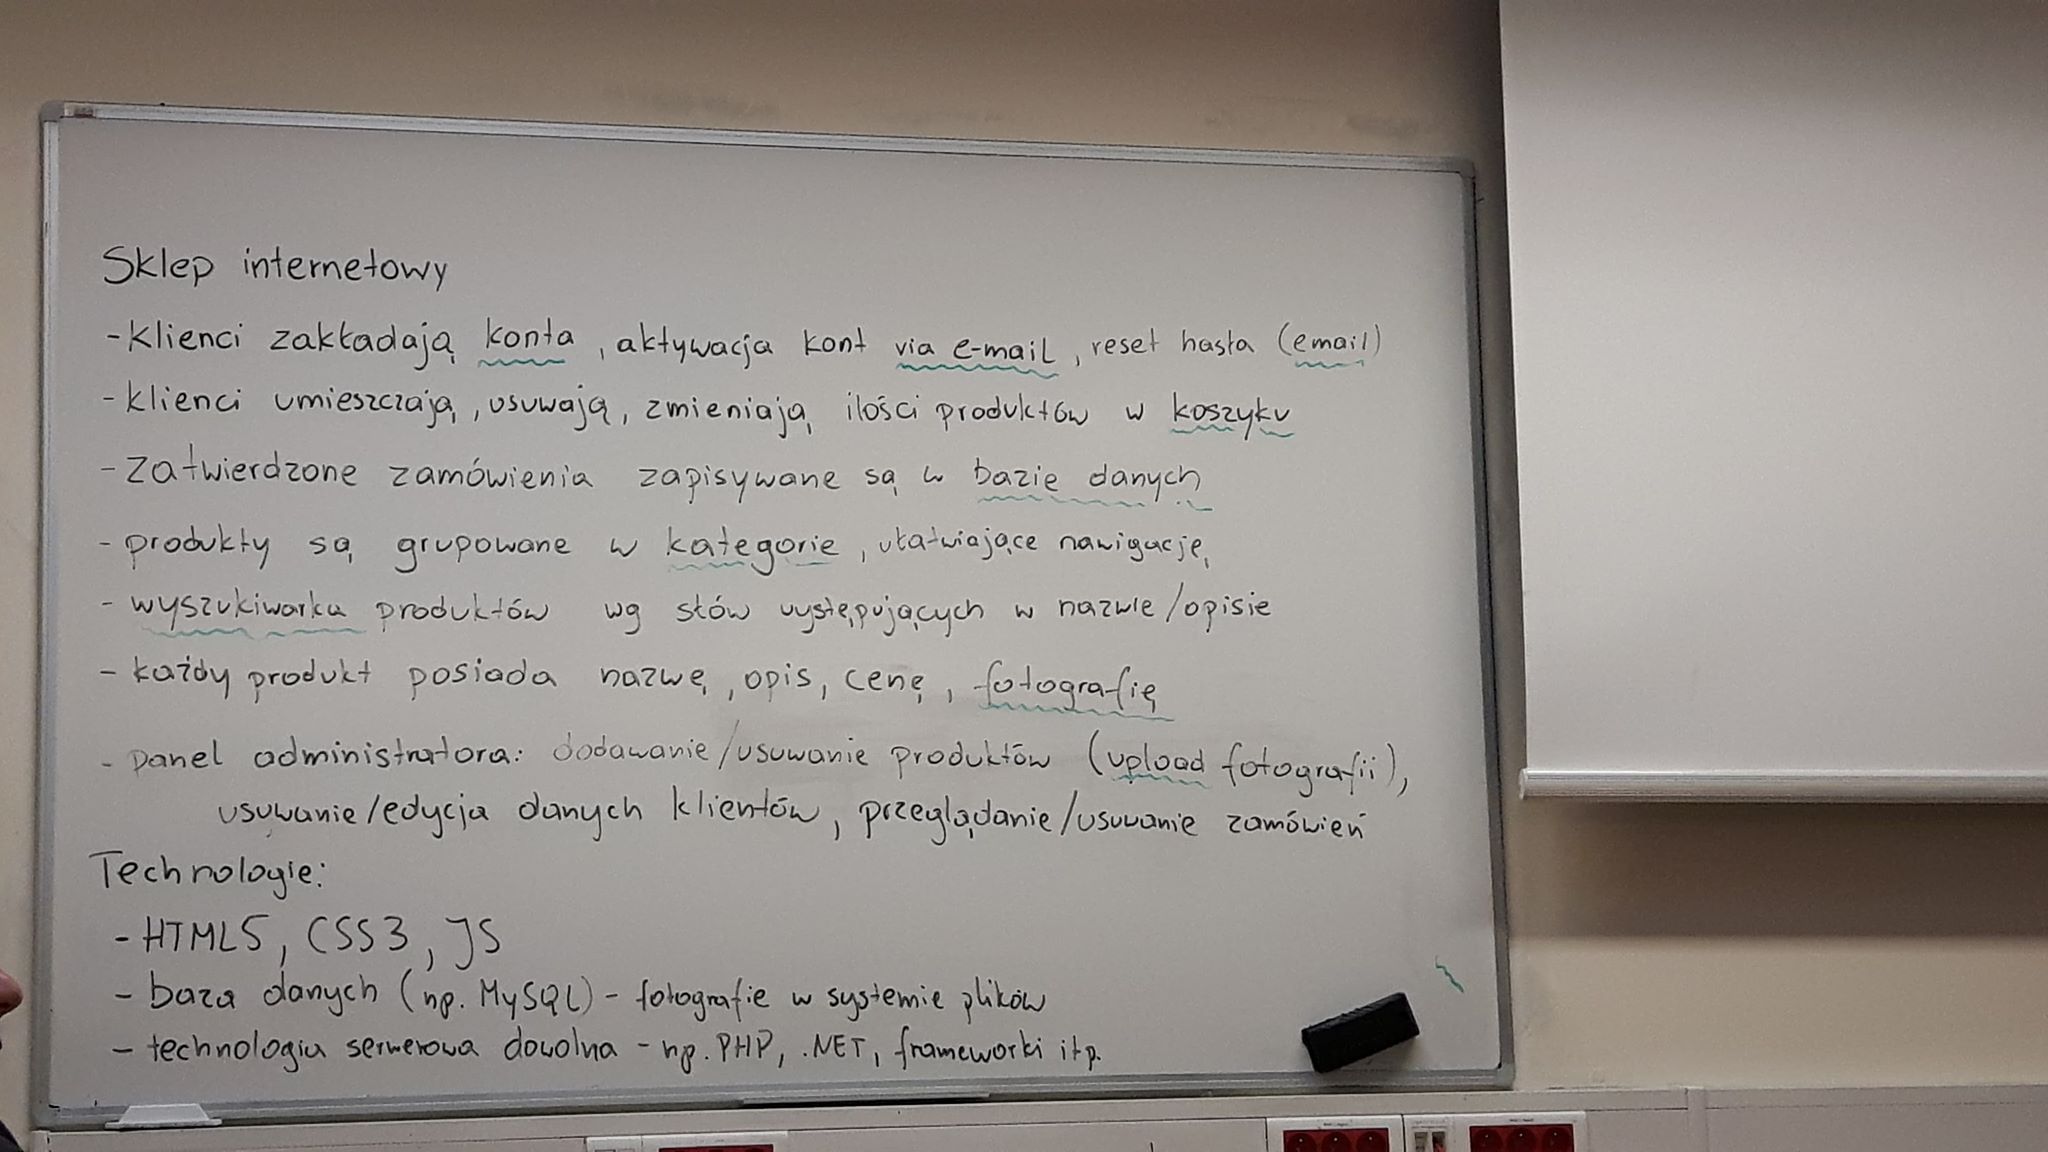 Sklep internetowy
- klienci zakładają konta, aktywacja kont via e-mail, reset hasła (email)
- klienci umieszczają, usuwają, zmieniają ilości produktów w koszyku
- zatwierdzone zamówienia zapisywane są w bazie danych
- produkty są grupowane w kategorie, ułatwiające nawigację
- wyszukiwarka produktów wg słów występujących w nazwie/opisie
- każdy produkt posiada nazwę, opis, cenę, fotografię
- panel administratora: dodawanie/usuwanie produktów (upload fotografii),
usuwanie/edycja danych klientów, przeglądanie/usuwanie zamówień
Technologie:
- HTML5, CSS3, JS
- baza danych (np. MySQL) - fotografie w systemie plików
- technologia serwerowa dowolna - np. PHP, .NET, frameworki itp.